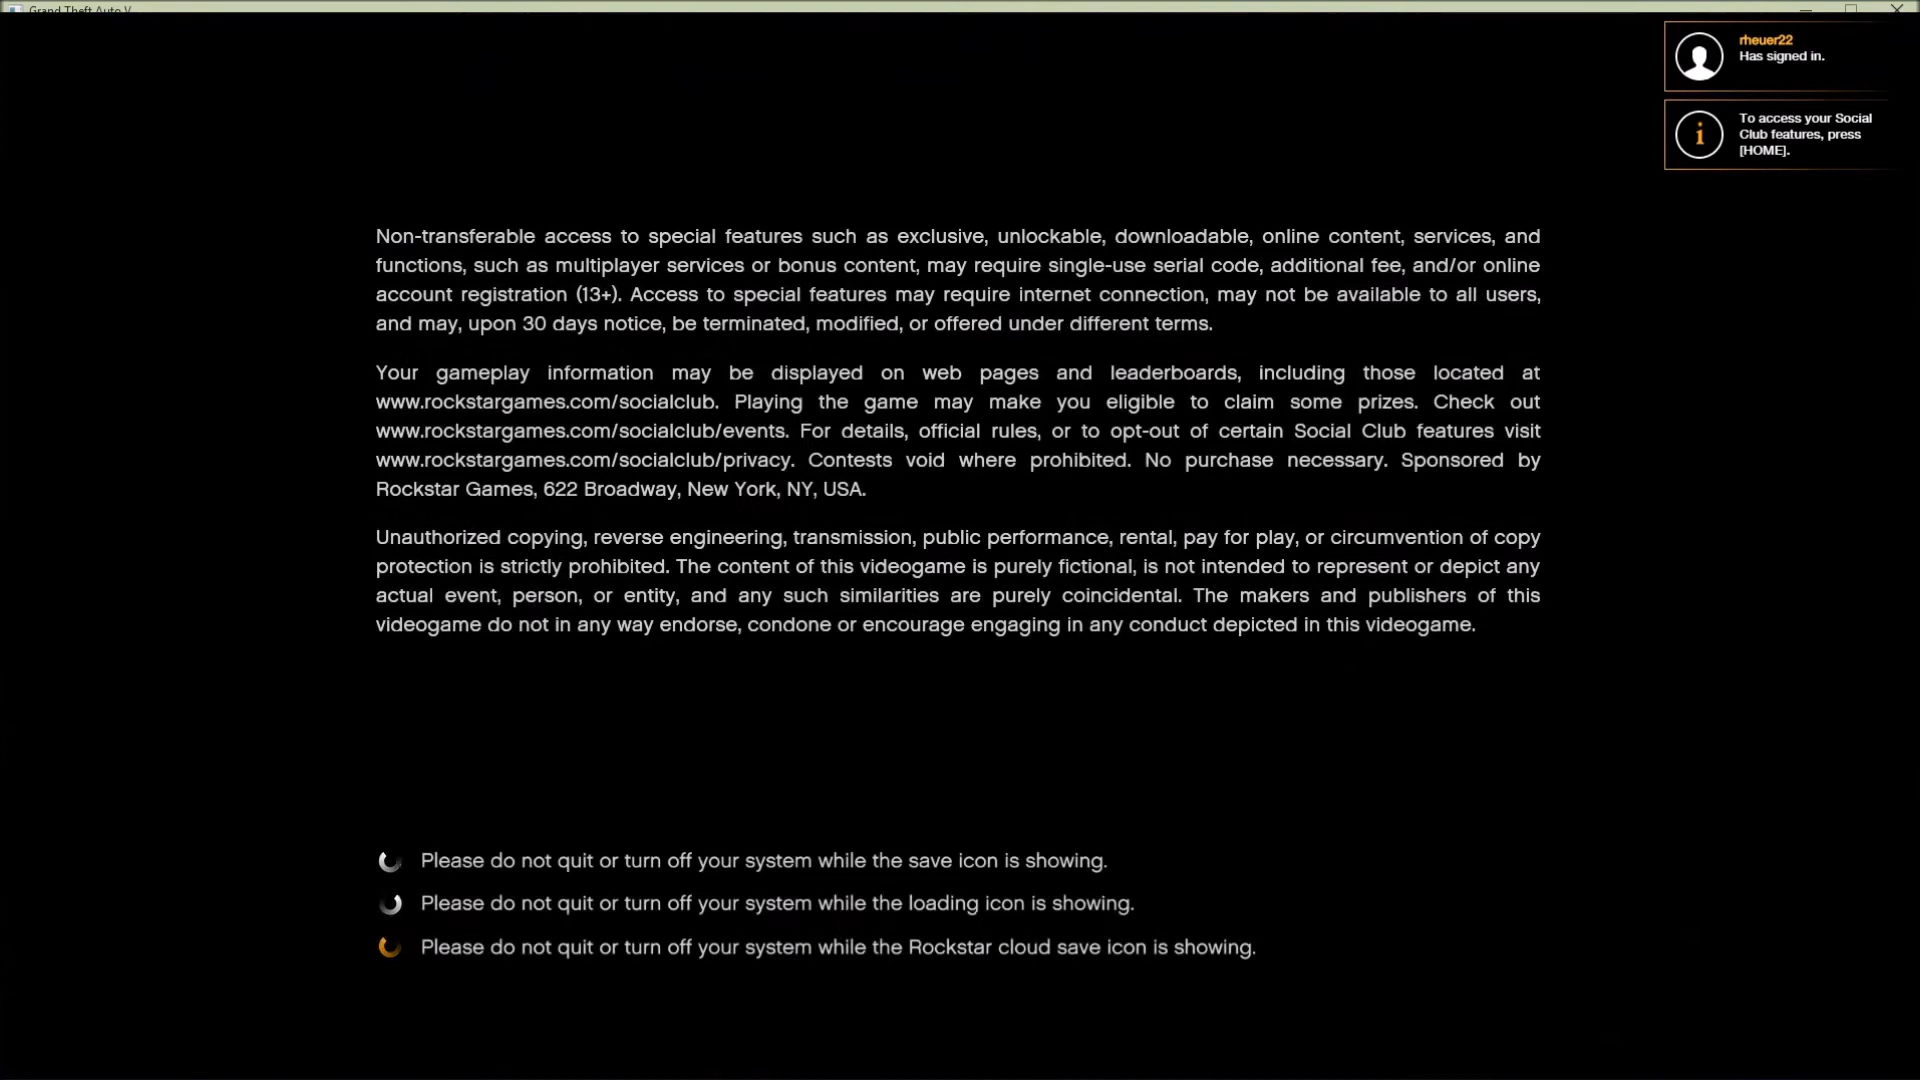 Grand Theft Auto V
rheuer22
Has signed in.
To access your Social
Club features, press
[HOME].
Non-transferable access to special features such as exclusive, unlockable, downloadable, online content, services, and
functions, such as multiplayer services or bonus content, may require single-use serial code, additional fee, and/or online
account registration (13+). Access to special features may require internet connection, may not be available to all users,
and may, upon 30 days notice, be terminated, modified, or offered under different terms.
Your gameplay information may be displayed on web pages and leaderboards, including those located at
www.rockstargames.com/socialclub. Playing the game may make you eligible to claim some prizes. Check out
www.rockstargames.com/socialclub/events. For details, official rules, or to opt-out of certain Social Club features visit
www.rockstargames.com/socialclub/privacy. Contests void where prohibited. No purchase necessary. Sponsored by
Rockstar Games, 622 Broadway, New York, NY, USA.
Unauthorized copying, reverse engineering, transmission, public performance, rental, pay for play, or circumvention of copy
protection is strictly prohibited. The content of this videogame is purely fictional, is not intended to represent or depict any
actual event, person, or entity, and any such similarities are purely coincidental. The makers and publishers of this
videogame do not in any way endorse, condone or encourage engaging in any conduct depicted in this videogame.
Please do not quit or turn off your system while the save icon is showing.
Please do not quit or turn off your system while the loading icon is showing.
Please do not quit or turn off your system while the Rockstar cloud save icon is showing.